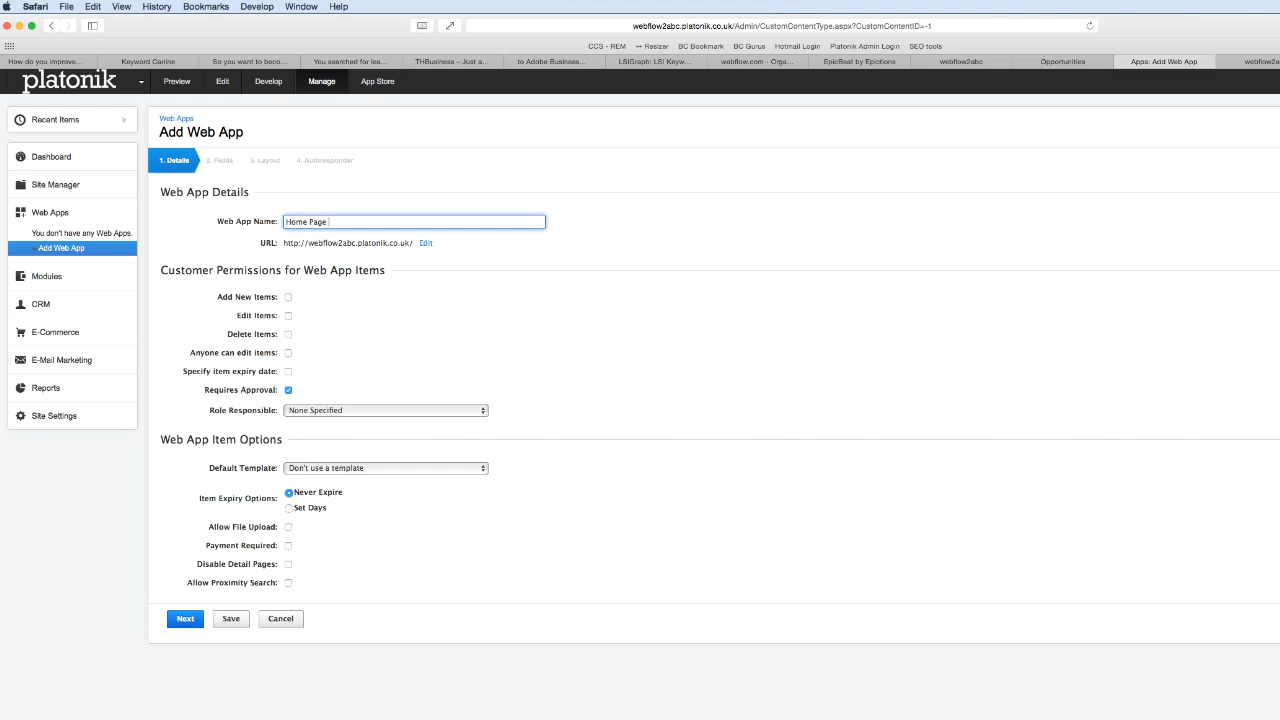 Safari File Edit View History Bookmarks Develop Window Help
webflow2abc.platonik.co.uk/Admin/CustomContentType.aspx?CustomContentID=-1
CCS - REM ↔ Resizer BC Bookmark BC Gurus Hotmail Login Platonik Admin Login SEO tools
How do you improve... Keyword Canine So you want to beco... You searched for lea... THBusiness – Just a... to Adobe Business... LSIGraph: LSI Keyw... webflow.com - Orga... EpicBeat by Epictions webflow2abc Opportunities Apps: Add Web App webflow2a
platonik Preview Edit Develop Manage App Store
Recent Items
Dashboard
Site Manager
Web Apps
You don't have any Web Apps.
Add Web App
Modules
CRM
E-Commerce
E-Mail Marketing
Reports
Site Settings
Web Apps
Add Web App
1. Details 2. Fields 3. Layout 4. Autoresponder
Web App Details
Web App Name: Home Page
URL: http://webflow2abc.platonik.co.uk/ Edit
Customer Permissions for Web App Items
Add New Items:
Edit Items:
Delete Items:
Anyone can edit items:
Specify item expiry date:
Requires Approval:
Role Responsible: None Specified
Web App Item Options
Default Template: Don't use a template
Item Expiry Options: Never Expire
Set Days
Allow File Upload:
Payment Required:
Disable Detail Pages:
Allow Proximity Search:
Next Save Cancel